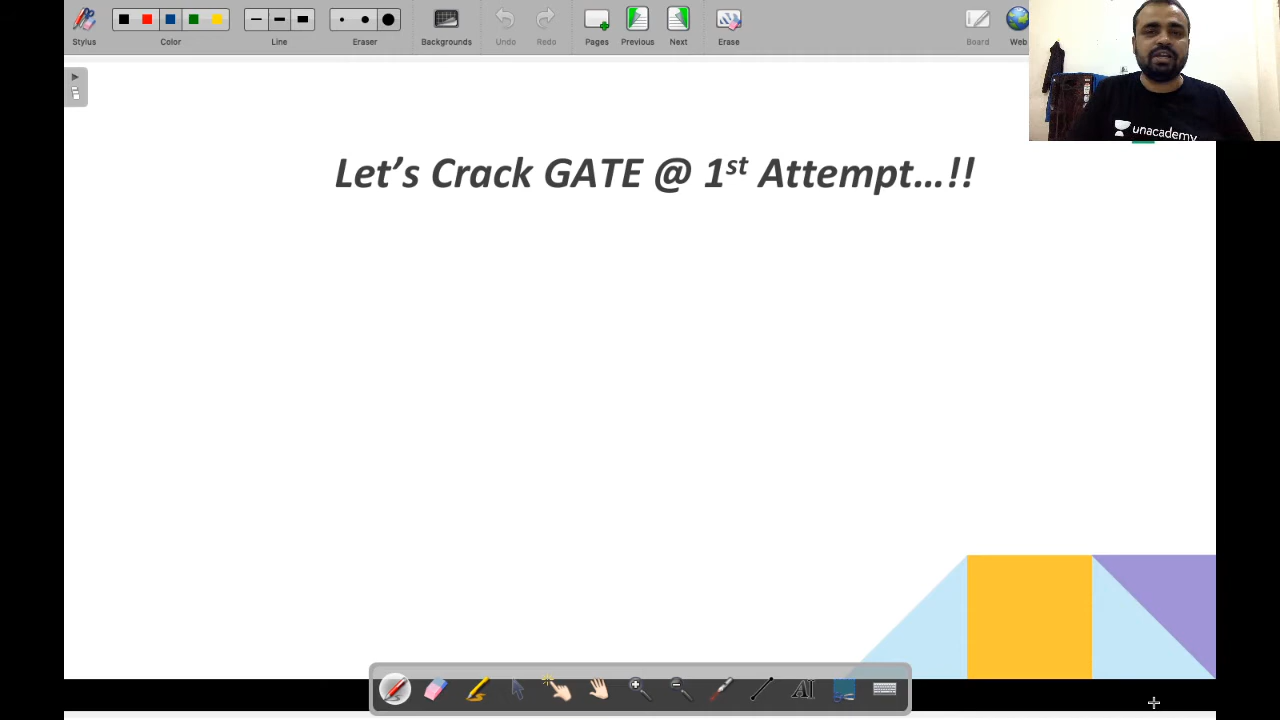 Stylus Color Line Eraser Backgrounds Undo Redo Pages Previous Next Erase Board Web
unacademy
Let's Crack GATE @ 1st Attempt...!!
AI